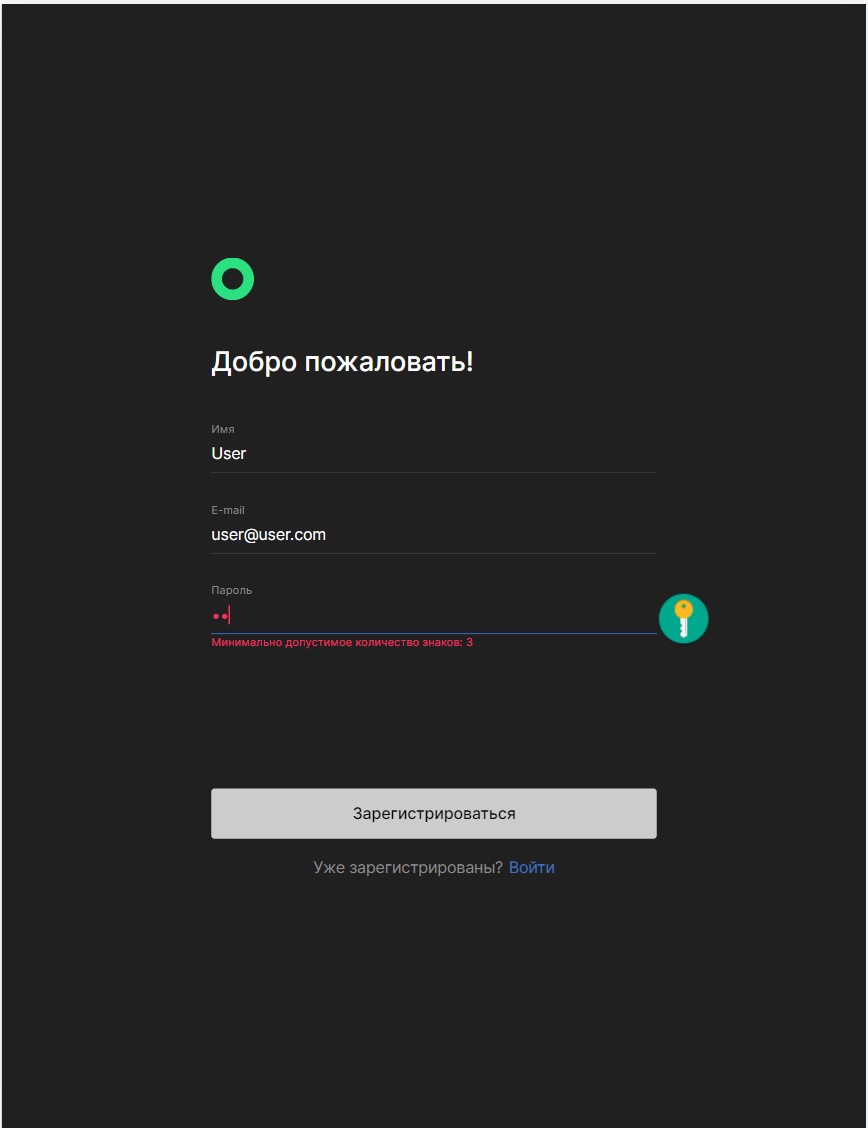 Добро пожаловать!
Имя
User
E-mail
user@user.com
Пароль
••
Минимально допустимое количество знаков: 3
Зарегистрироваться
Уже зарегистрированы? Войти